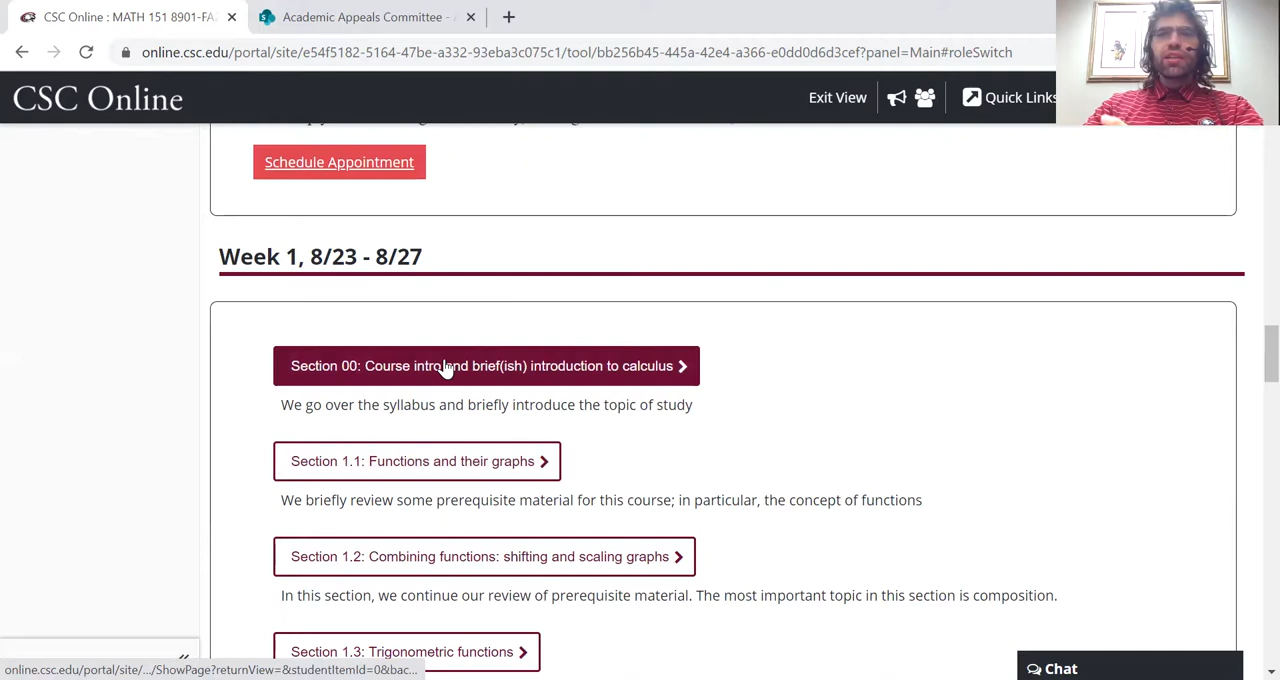 CSC Online : MATH 151 8901-FA
Academic Appeals Committee -
online.csc.edu/portal/site/e54f5182-5164-47be-a332-93eba3c075c1/tool/bb256b45-445a-42e4-a366-e0dd0d6d3cef?panel=Main#roleSwitch
CSC Online
Exit View
Quick Links
Schedule Appointment
Week 1, 8/23 - 8/27
Section 00: Course intro and brief(ish) introduction to calculus
We go over the syllabus and briefly introduce the topic of study
Section 1.1: Functions and their graphs
We briefly review some prerequisite material for this course; in particular, the concept of functions
Section 1.2: Combining functions: shifting and scaling graphs
In this section, we continue our review of prerequisite material. The most important topic in this section is composition.
Section 1.3: Trigonometric functions
online.csc.edu/portal/site/.../ShowPage?returnView=&studentItemId=0&bac...
Chat